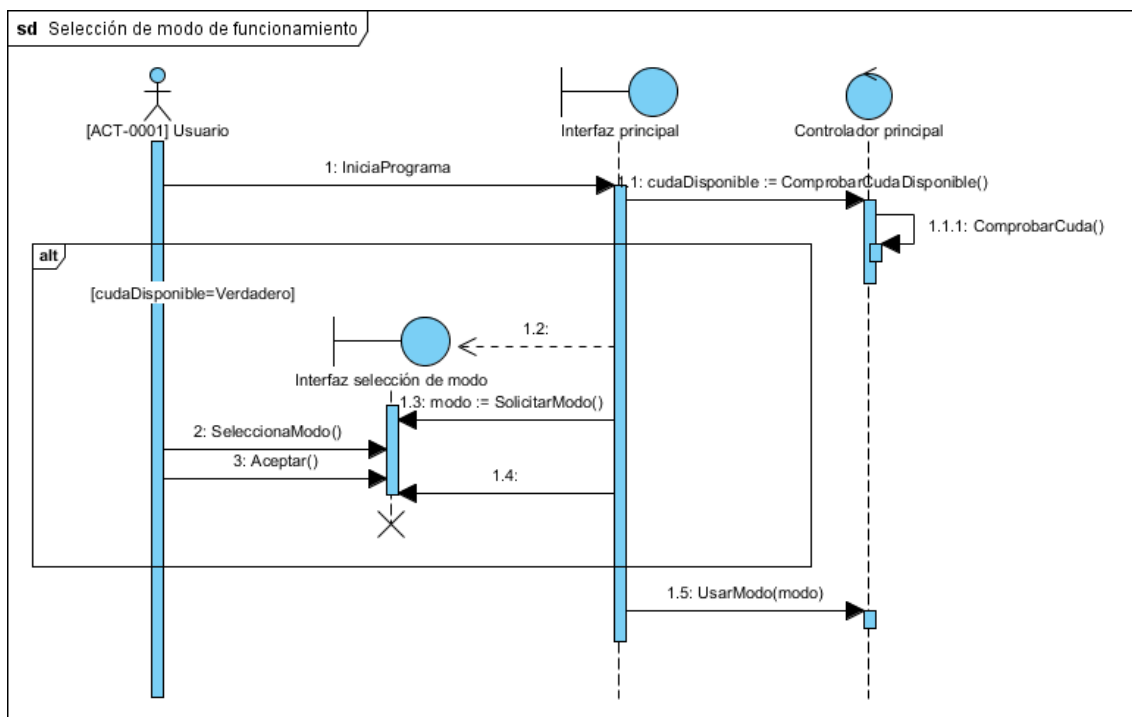 sd Selección de modo de funcionamiento
[ACT-0001] Usuario
Interfaz principal
Controlador principal
1: IniciaPrograma
1.1: cudaDisponible := ComprobarCudaDisponible()
1.1.1: ComprobarCuda()
alt
[cudaDisponible=Verdadero]
1.2:
Interfaz selección de modo
1.3: modo := SolicitarModo()
2: SeleccionaModo()
3: Aceptar()
1.4:
1.5: UsarModo(modo)